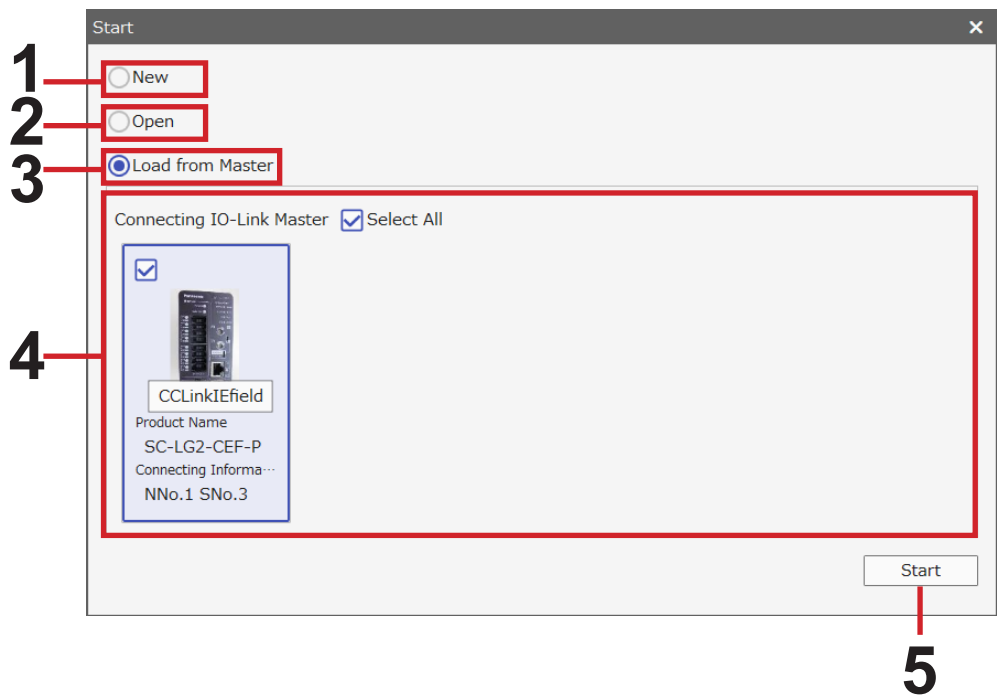 Start
1
New
2
Open
3
Load from Master
Connecting IO-Link Master Select All
4
CCLinkIEfield
Product Name
SC-LG2-CEF-P
Connecting Informa···
NNo.1 SNo.3
Start
5